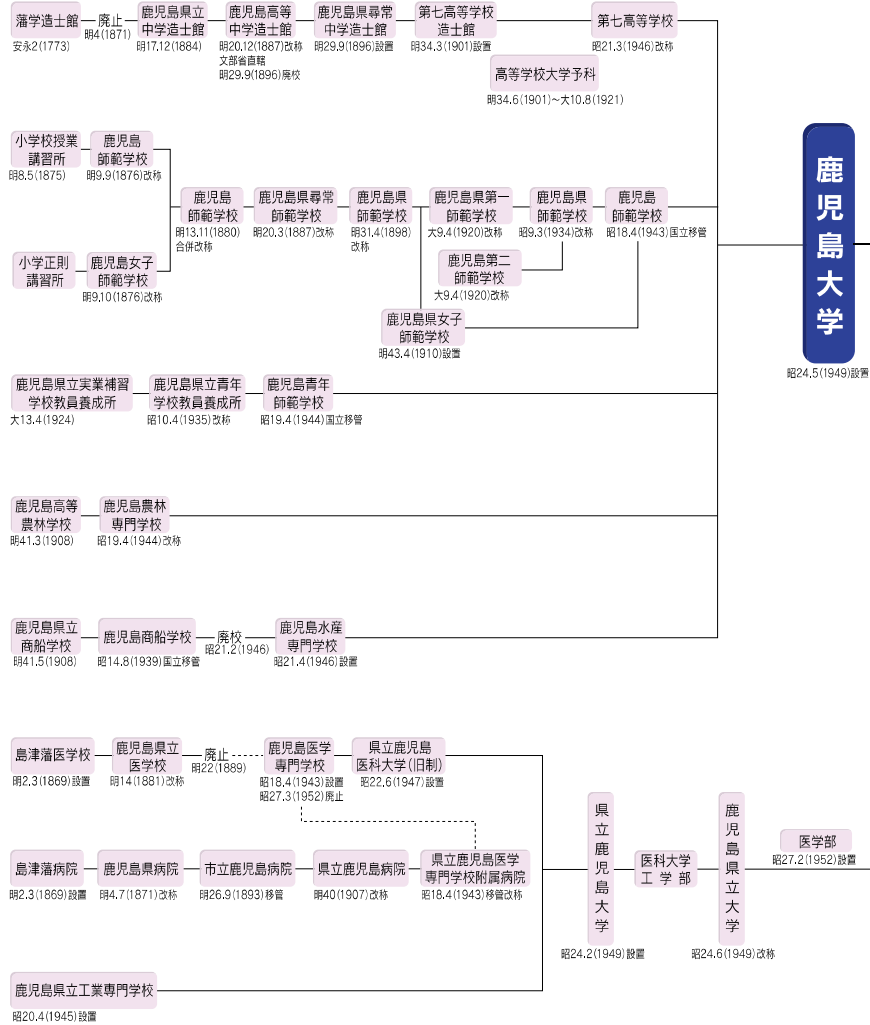 藩学造士館
安永2(1773)
廃止
明4(1871)
鹿児島県立
中学造士館
明17.12(1884)
鹿児島高等
中学造士館
明20.12(1887)改称
文部省直轄
明29.9(1896)廃校
鹿児島県尋常
中学造士館
明29.9(1896)設置
第七高等学校
造士館
明34.3(1901)設置
第七高等学校
昭21.3(1946)改称
高等学校大学予科
明34.6(1901)～大10.8(1921)
小学校授業
講習所
明8.5(1875)
鹿児島
師範学校
明9.9(1876)改称
小学正則
講習所
鹿児島女子
師範学校
明9.10(1876)改称
鹿児島
師範学校
明13.11(1880)
合併改称
鹿児島県尋常
師範学校
明20.3(1887)改称
鹿児島県
師範学校
明31.4(1898)
改称
鹿児島県第一
師範学校
大9.4(1920)改称
鹿児島県
師範学校
昭9.3(1934)改称
鹿児島
師範学校
昭18.4(1943)国立移管
鹿児島第二
師範学校
大9.4(1920)改称
鹿児島県女子
師範学校
明43.4(1910)設置
鹿児島大学
昭24.5(1949)設置
鹿児島県立実業補習
学校教員養成所
大13.4(1924)
鹿児島県立青年
学校教員養成所
昭10.4(1935)改称
鹿児島青年
師範学校
昭19.4(1944)国立移管
鹿児島高等
農林学校
明41.3(1908)
鹿児島農林
専門学校
昭19.4(1944)改称
鹿児島県立
商船学校
明41.5(1908)
鹿児島商船学校
昭14.8(1939)国立移管
廃校
昭21.2(1946)
鹿児島水産
専門学校
昭21.4(1946)設置
島津藩医学校
明2.3(1869)設置
鹿児島県立
医学校
明14(1881)改称
廃止
明22(1889)
鹿児島医学
専門学校
昭18.4(1943)設置
昭27.3(1952)廃止
県立鹿児島
医科大学(旧制)
昭22.6(1947)設置
島津藩病院
明2.3(1869)設置
鹿児島県病院
明4.7(1871)改称
市立鹿児島病院
明26.9(1893)移管
県立鹿児島病院
明40(1907)改称
県立鹿児島医学
専門学校附属病院
昭18.4(1943)移管改称
鹿児島県立工業専門学校
昭20.4(1945)設置
県立鹿児島大学
昭24.2(1949)設置
医科大学
工学部
鹿児島県立大学
昭24.6(1949)改称
医学部
昭27.2(1952)設置